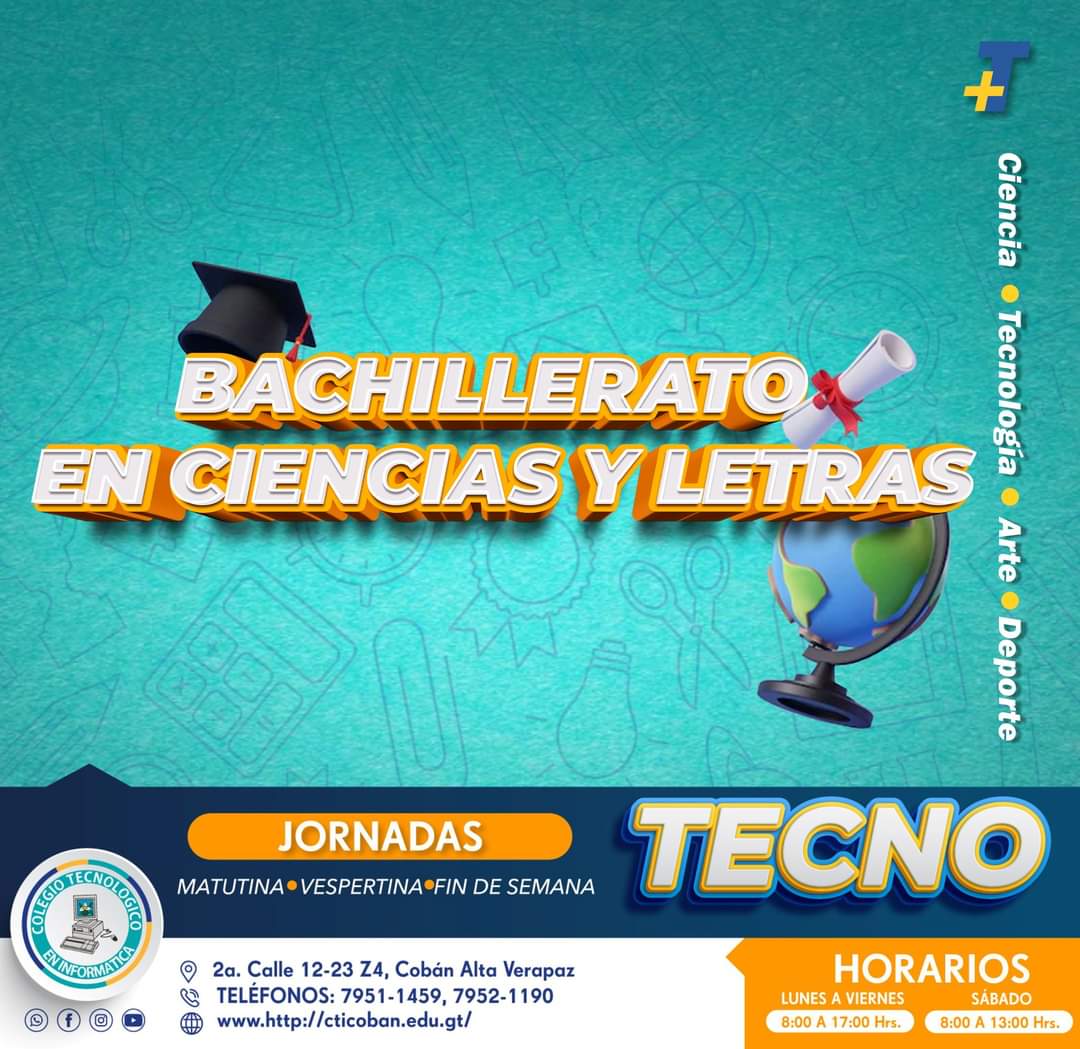 +T
Ciencia • Tecnología • Arte • Deporte
BACHILLERATO
EN CIENCIAS Y LETRAS
JORNADAS
MATUTINA•VESPERTINA•FIN DE SEMANA
TECNO
COLEGIO TECNOLOGICO
EN INFORMATICA
2a. Calle 12-23 Z4, Cobán Alta Verapaz
TELÉFONOS: 7951-1459, 7952-1190
www.http://cticoban.edu.gt/
HORARIOS
LUNES A VIERNES
8:00 A 17:00 Hrs.
SÁBADO
8:00 A 13:00 Hrs.